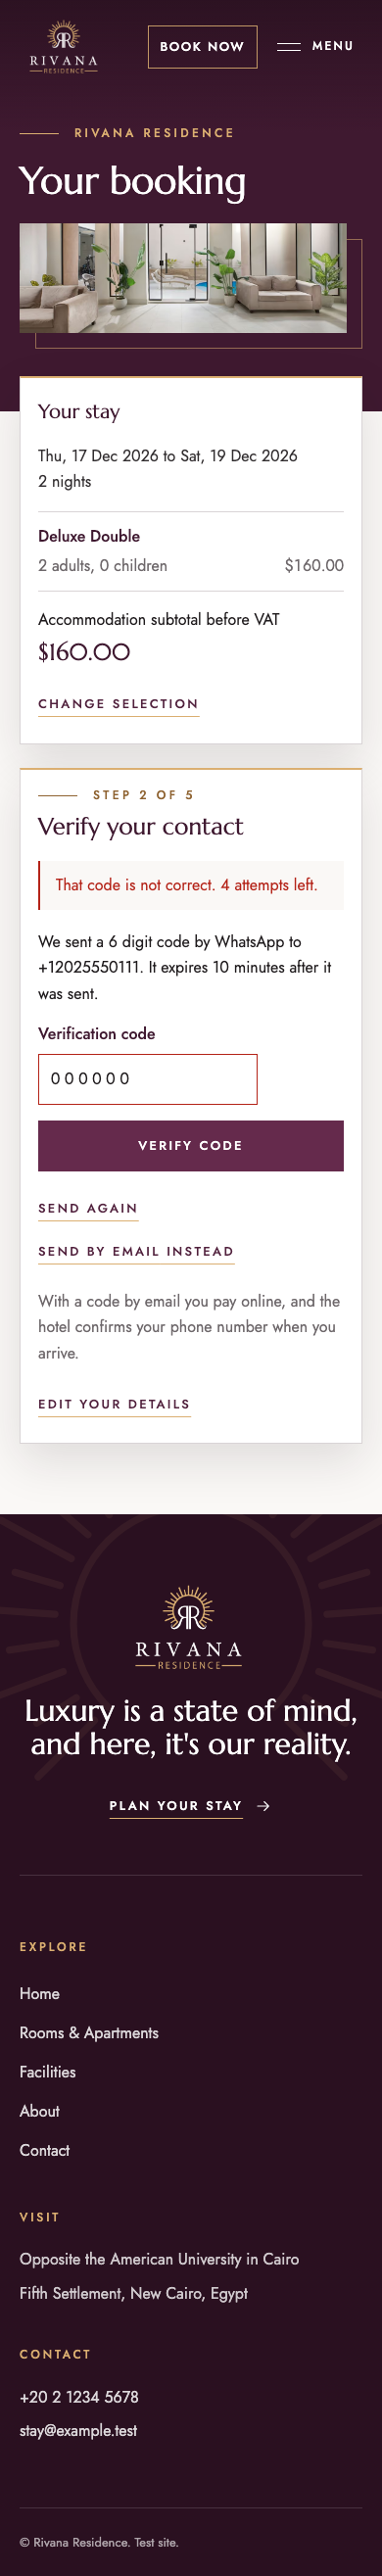 RIVANA
RESIDENCE
BOOK NOW
MENU
RIVANA RESIDENCE
Your booking
Your stay
Thu, 17 Dec 2026 to Sat, 19 Dec 2026
2 nights
Deluxe Double
2 adults, 0 children $160.00
Accommodation subtotal before VAT
$160.00
CHANGE SELECTION
STEP 2 OF 5
Verify your contact
That code is not correct. 4 attempts left.
We sent a 6 digit code by WhatsApp to
+12025550111. It expires 10 minutes after it
was sent.
Verification code
000000
VERIFY CODE
SEND AGAIN
SEND BY EMAIL INSTEAD
With a code by email you pay online, and the
hotel confirms your phone number when you
arrive.
EDIT YOUR DETAILS
RIVANA
RESIDENCE
Luxury is a state of mind,
and here, it's our reality.
PLAN YOUR STAY
EXPLORE
Home
Rooms & Apartments
Facilities
About
Contact
VISIT
Opposite the American University in Cairo
Fifth Settlement, New Cairo, Egypt
CONTACT
+20 2 1234 5678
stay@example.test
© Rivana Residence. Test site.